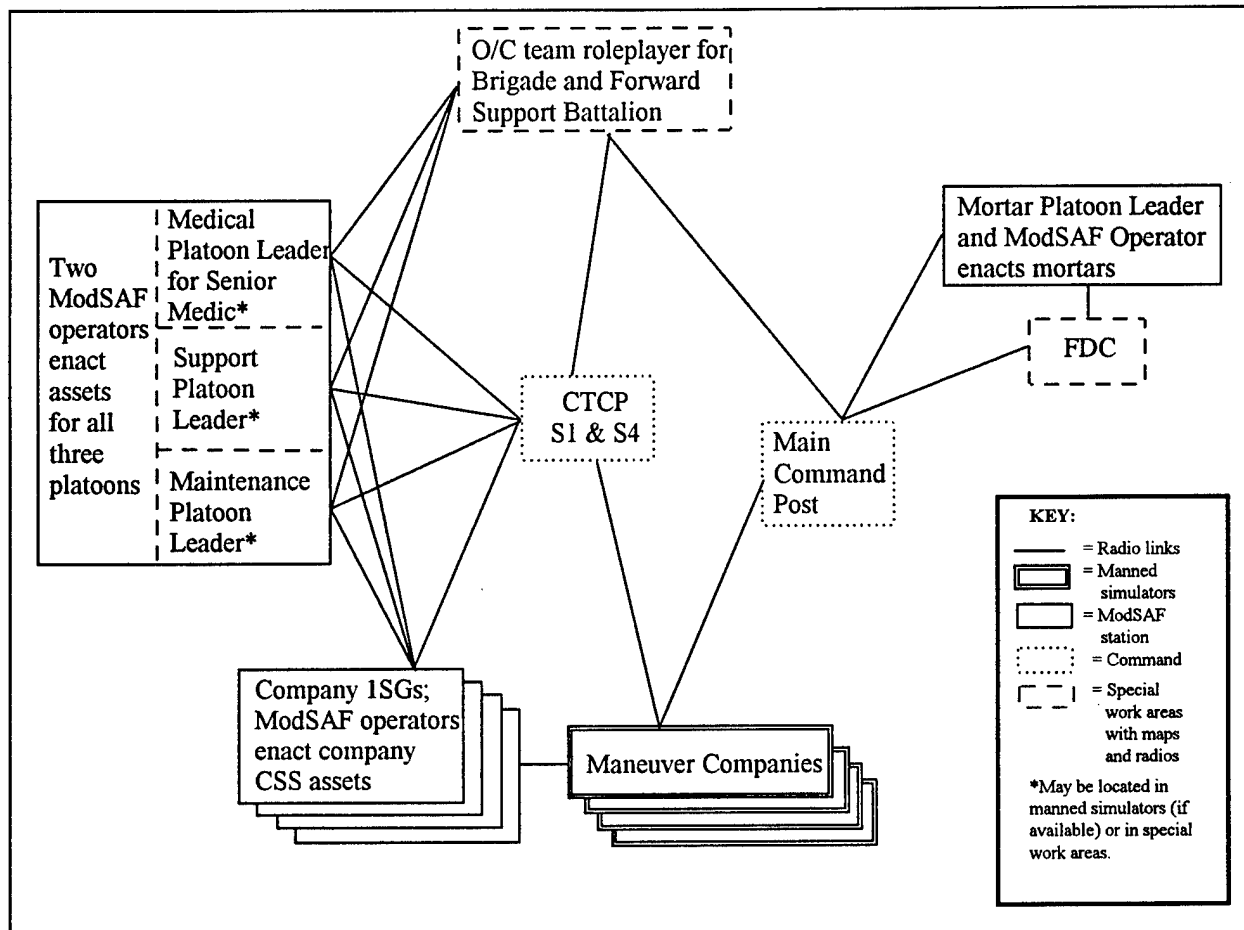 O/C team roleplayer for
Brigade and Forward
Support Battalion
Two
ModSAF
operators
enact
assets
for all
three
platoons
Medical
Platoon Leader
for Senior
Medic*
Support
Platoon
Leader*
Maintenance
Platoon
Leader*
CTCP
S1 & S4
Main
Command
Post
Mortar Platoon Leader
and ModSAF Operator
enacts mortars
FDC
Company 1SGs;
ModSAF operators
enact company
CSS assets
Maneuver Companies
KEY:
= Radio links
= Manned
simulators
= ModSAF
station
= Command
= Special
work areas
with maps
and radios
*May be located in
manned simulators (if
available) or in special
work areas.